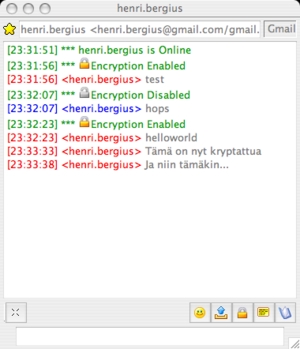 henri.bergius
henri.bergius <henri.bergius@gmail.com/gmail. Gmail
[23:31:51] *** henri.bergius is Online
[23:31:56] *** Encryption Enabled
[23:31:56] <henri.bergius> test
[23:32:07] *** Encryption Disabled
[23:32:07] <henri.bergius> hops
[23:32:23] *** Encryption Enabled
[23:32:23] <henri.bergius> helloworld
[23:33:33] <henri.bergius> Tämä on nyt kryptattua
[23:33:38] <henri.bergius> Ja niin tämäkin...